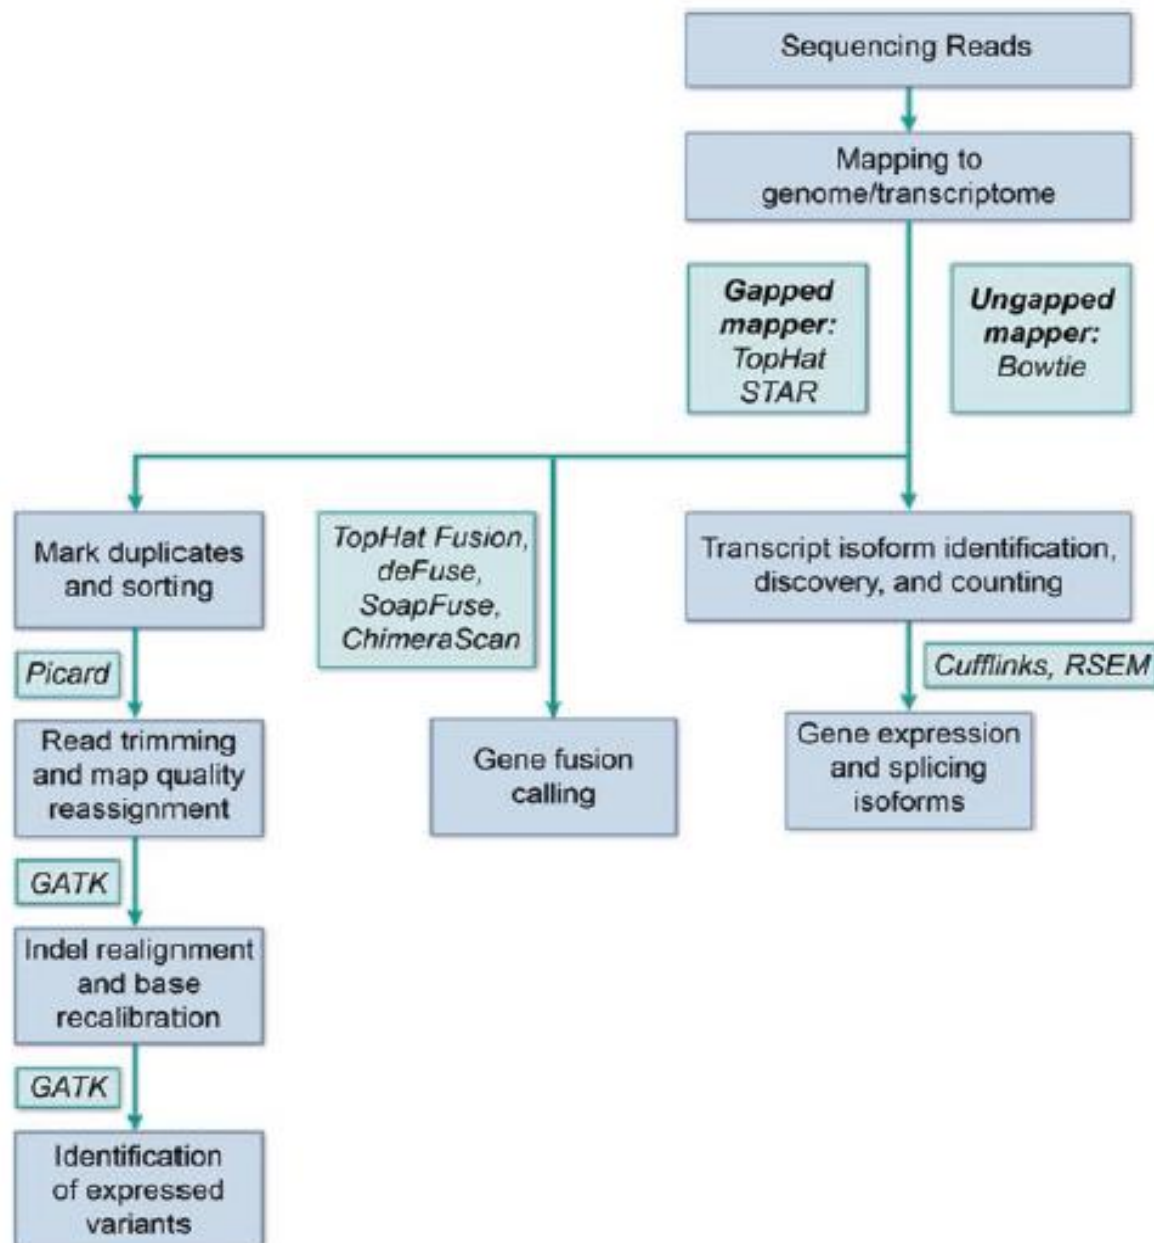 Sequencing Reads
Mapping to
genome/transcriptome
Gapped
mapper:
TopHat
STAR
Ungapped
mapper:
Bowtie
Mark duplicates
and sorting
TopHat Fusion,
deFuse,
SoapFuse,
ChimeraScan
Transcript isoform identification,
discovery, and counting
Picard
Cufflinks, RSEM
Read trimming
and map quality
reassignment
Gene fusion
calling
Gene expression
and splicing
isoforms
GATK
Indel realignment
and base
recalibration
GATK
Identification
of expressed
variants